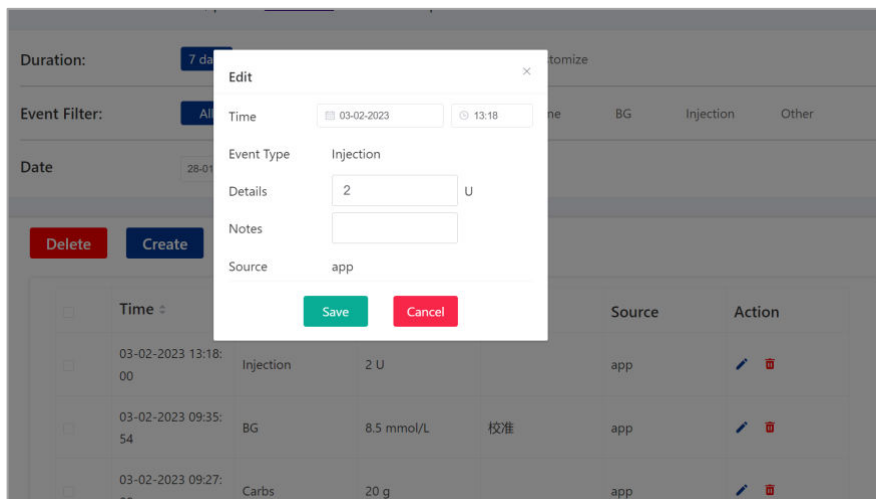 Duration:
7 da
stomize
Edit
Event Filter:
All
Time
03-02-2023
13:18
me
BG
Injection
Other
Event Type
Injection
Date
28-01
Details
2
U
Notes
Delete
Create
Source
app
Save
Cancel
Time
Source
Action
03-02-2023 13:18:
00
Injection
2 U
app
03-02-2023 09:35:
54
BG
8.5 mmol/L
校准
app
03-02-2023 09:27:
Carbs
20 g
app